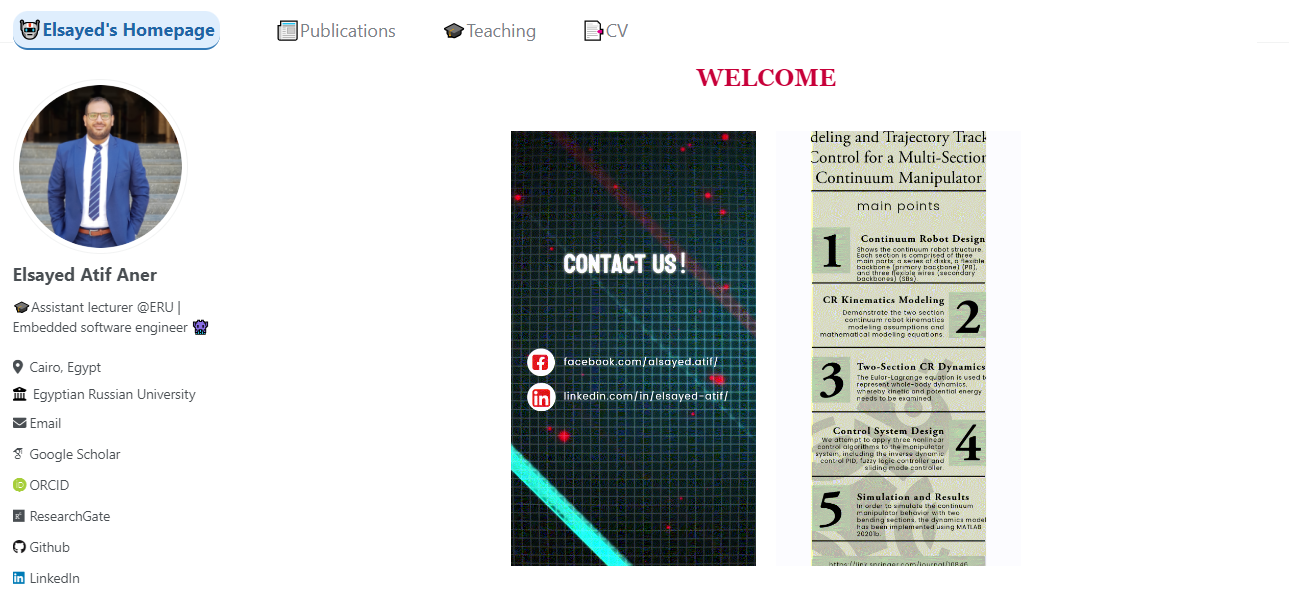 Elsayed's Homepage
Publications
Teaching
CV
WELCOME
Elsayed Atif Aner
Assistant lecturer @ERU |
Embedded software engineer
Cairo, Egypt
Egyptian Russian University
Email
Google Scholar
ORCID
ResearchGate
Github
LinkedIn
CONTACT US!
facebook.com/alsayed.atif/
linkedin.com/in/elsayed-atif/
deling and Trajectory Track
Control for a Multi-Section
Continuum Manipulator
main points
1
Continuum Robot Design
Shows the continuum robot structure.
Each section is comprised of three
main parts: a series of disks, a flexible
backbone (primary backbone) (PB),
and three flexible wires (secondary
backbones) (SBs).
CR Kinematics Modeling
2
Demonstrate the two section
continuum robot kinematics
modeling assumptions and
mathematical modeling equations.
3
Two-Section CR Dynamics
The Eular-Lagrange equation is used t
represent whole-body dynamics,
whereby kinetic and potential energy
needs to be examined.
Control System Design
4
We attempt to apply three nonlinear
control algorithms to the manipulator
system, including the inverse dynamic
control PID, fuzzy logic controller and
sliding mode controller.
5
Simulation and Results
In order to simulate the continuum
manipulator behavior with two
bending sections, the dynamics model
has been implemented using MATLAB
2020b.
https://link.springer.com/journal/10846